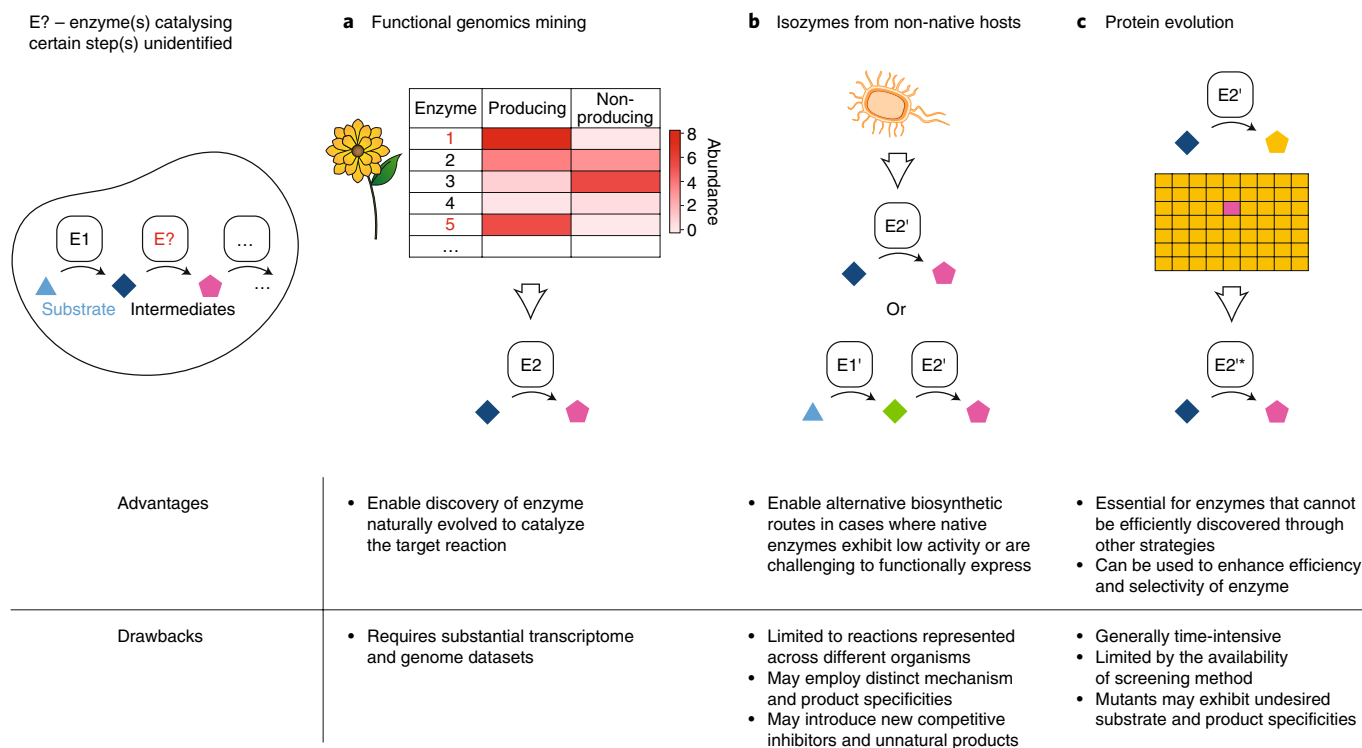 E? – enzyme(s) catalysing
certain step(s) unidentified
E1
E?
...
Substrate
Intermediates
...
a Functional genomics mining
Enzyme Producing Non-
producing
1
2
3
4
5
...
8
6
4
2
0
Abundance
E2
b Isozymes from non-native hosts
E2'
Or
E1'
E2'
c Protein evolution
E2'
E2'*
Advantages
• Enable discovery of enzyme
naturally evolved to catalyze
the target reaction
• Enable alternative biosynthetic
routes in cases where native
enzymes exhibit low activity or are
challenging to functionally express
• Essential for enzymes that cannot
be efficiently discovered through
other strategies
• Can be used to enhance efficiency
and selectivity of enzyme
Drawbacks
• Requires substantial transcriptome
and genome datasets
• Limited to reactions represented
across different organisms
• May employ distinct mechanism
and product specificities
• May introduce new competitive
inhibitors and unnatural products
• Generally time-intensive
• Limited by the availability
of screening method
• Mutants may exhibit undesired
substrate and product specificities